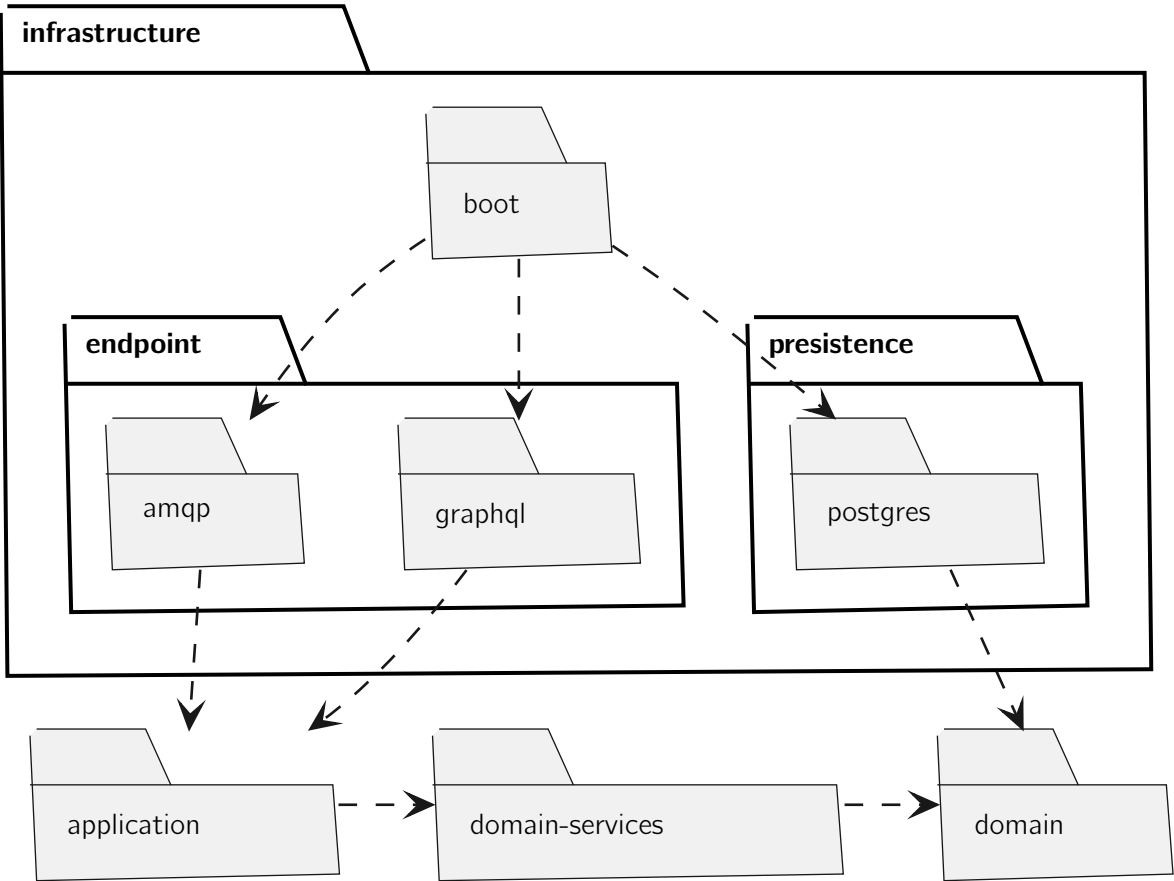 infrastructure
boot
endpoint
presistence
amqp
graphql
postgres
application
domain-services
domain